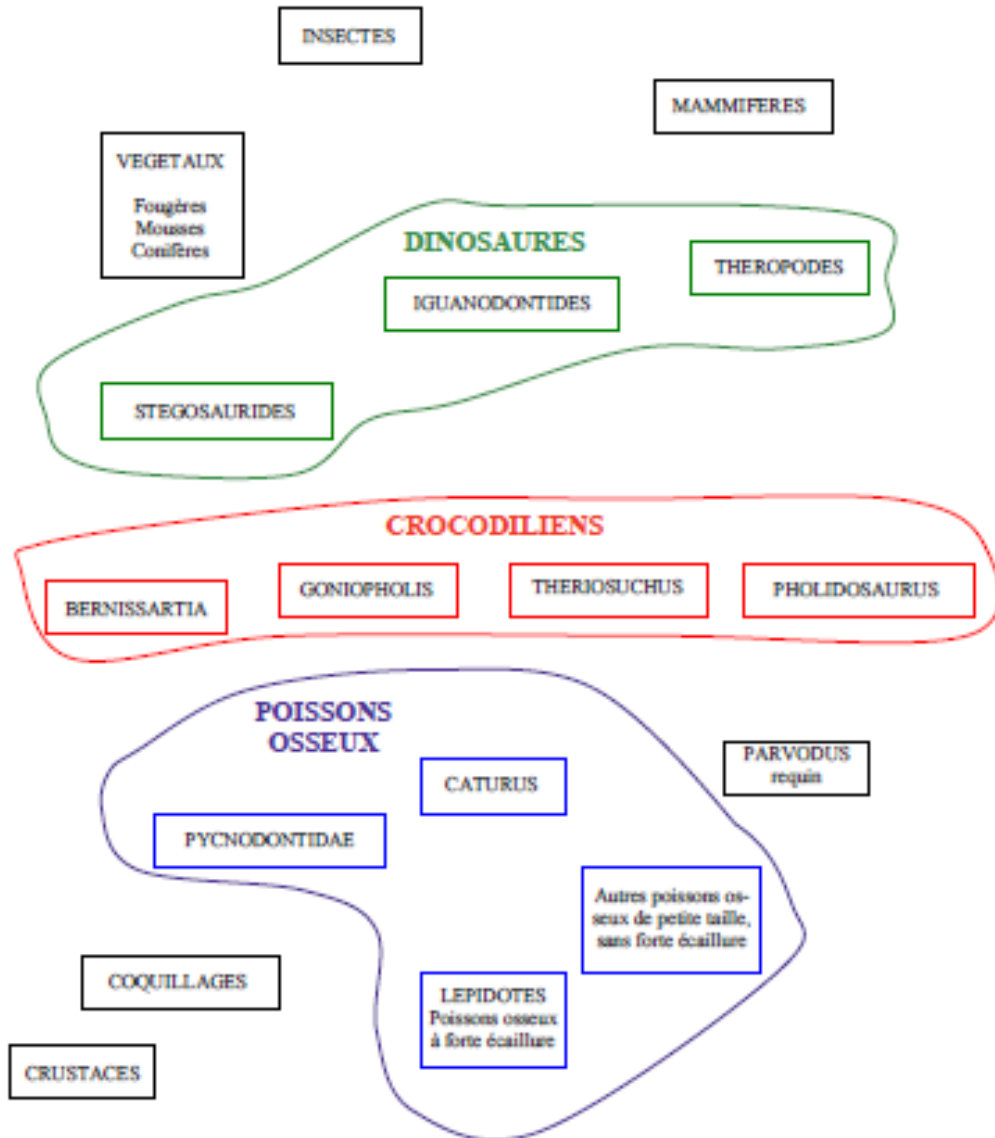 INSECTES
MAMMIFERES
VEGETAUX
Fougères
Mousses
Conifères
DINOSAURES
THEROPODES
IGUANODONTIDES
STEGOSAURIDES
CROCODILIENS
BERNISSARTIA
GONIOPHOLIS
THERIOSUCHUS
PHOLIDOSAURUS
POISSONS
OSSEUX
PARVODUS
requin
CATURUS
PYCNODONTIDAE
Autres poissons os-
seux de petite taille,
sans forte écaillure
COQUILLAGES
LEPIDOTES
Poissons osseux
à forte écaillure
CRUSTACES